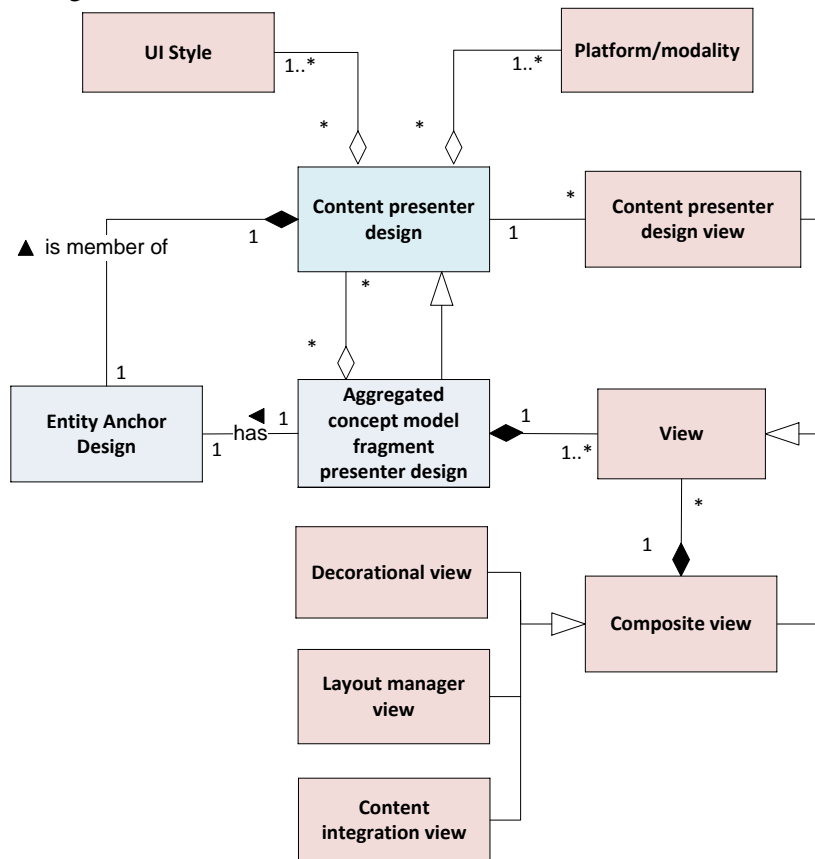 UI Style
Platform/modality
1..*
1..*
*
*
Content presenter
design
*
Content presenter
design view
1
1
▲ is member of
*
*
1
Aggregated
concept model
fragment
presenter design
Entity Anchor
Design
◄
has
1
1
1
View
1..*
*
1
Decorational view
Composite view
Layout manager
view
Content
integration view